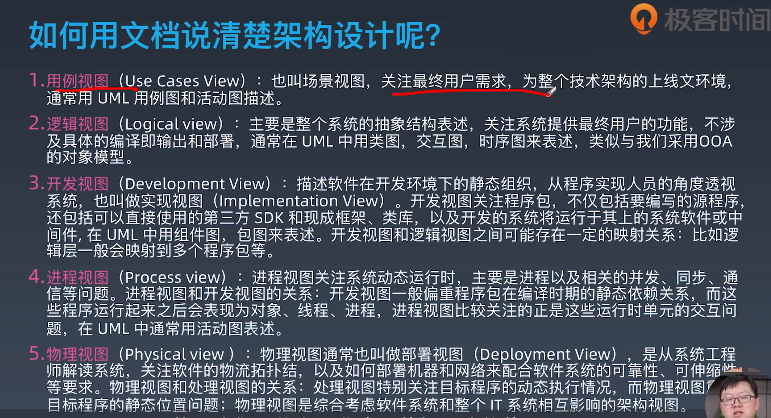 极客时间
如何用文档说清楚架构设计呢?
1.用例视图（Use Cases View）：也叫场景视图，关注最终用户需求，为整个技术架构的上线文环境，
通常用 UML 用例图和活动图描述。
2.逻辑视图（Logical view）：主要是整个系统的抽象结构表述，关注系统提供最终用户的功能，不涉
及具体的编译即输出和部署，通常在 UML 中用类图，交互图，时序图来表述，类似与我们采用OOA
的对象模型。
3.开发视图（Development View）：描述软件在开发环境下的静态组织，从程序实现人员的角度透视
系统，也叫做实现视图（Implementation View）。开发视图关注程序包，不仅包括要编写的源程序，
还包括可以直接使用的第三方 SDK 和现成框架、类库，以及开发的系统将运行于其上的系统软件或中
间件, 在 UML 中用组件图，包图来表述。开发视图和逻辑视图之间可能存在一定的映射关系：比如逻
辑层一般会映射到多个程序包等。
4.进程视图（Process view）：进程视图关注系统动态运行时，主要是进程以及相关的并发、同步、通
信等问题。进程视图和开发视图的关系：开发视图一般偏重程序包在编译时期的静态依赖关系，而这
些程序运行起来之后会表现为对象、线程、进程，进程视图比较关注的正是这些运行时单元的交互问
题，在 UML 中通常用活动图表述。
5.物理视图（Physical view ）：物理视图通常也叫做部署视图（Deployment View），是从系统工程
师解读系统，关注软件的物流拓扑结，以及如何部署机器和网络来配合软件系统的可靠性、可伸缩性
等要求。物理视图和处理视图的关系：处理视图特别关注目标程序的动态执行情况，而物理视图
目标程序的静态位置问题；物理视图是综合考虑软件系统和整个 IT 系统相互影响的架构视图。